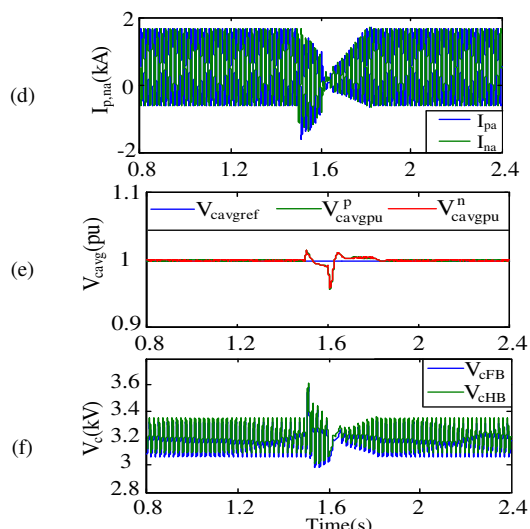 (d)
I_p,na(kA)
2
0
-2
I_pa
I_na
0.8 1.2 1.6 2 2.4
(e)
V_cavg(pu)
1.1
1
0.9
V_cavgref V^p_cavgpu V^n_cavgpu
0.8 1.2 1.6 2 2.4
(f)
V_c(kV)
3.6
3.4
3.2
3
2.8
V_cFB
V_cHB
0.8 1.2 1.6 2 2.4
Time(s)